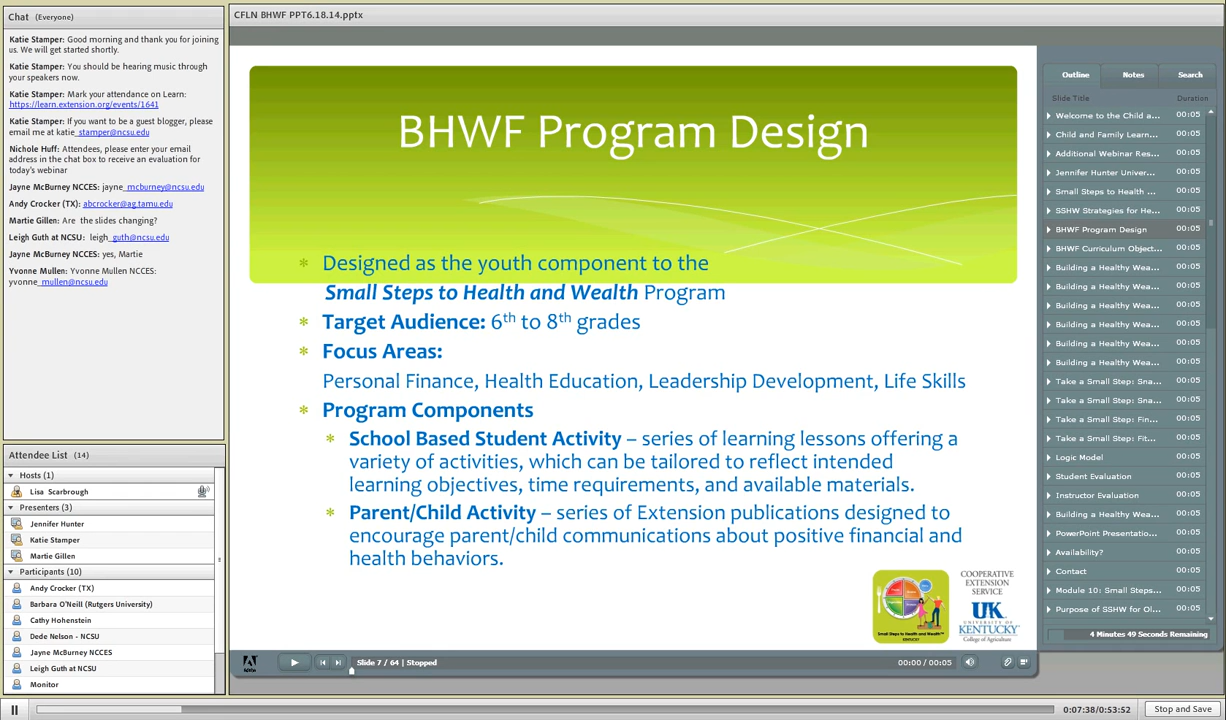 Chat (Everyone)
Katie Stamper: Good morning and thank you for joining
us. We will get started shortly.
Katie Stamper: You should be hearing music through
your speakers now.
Katie Stamper: Mark your attendance on Learn:
https://learn.extension.org/events/1641
Katie Stamper: If you want to be a guest blogger, please
email me at katie_stamper@ncsu.edu
Nichole Huff: Attendees, please enter your email
address in the chat box to receive an evaluation for
today's webinar
Jayne McBurney NCCES: jayne_mcburney@ncsu.edu
Andy Crocker (TX): abcrocker@ag.tamu.edu
Martie Gillen: Are the slides changing?
Leigh Guth at NCSU: leigh_guth@ncsu.edu
Jayne McBurney NCCES: yes, Martie
Yvonne Mullen: Yvonne Mullen NCCES:
yvonne_mullen@ncsu.edu
Attendee List (14)
Hosts (1)
Lisa Scarbrough
Presenters (3)
Jennifer Hunter
Katie Stamper
Martie Gillen
Participants (10)
Andy Crocker (TX)
Barbara O'Neill (Rutgers University)
Cathy Hohenstein
Dede Nelson - NCSU
Jayne McBurney NCCES
Leigh Guth at NCSU
Monitor
CFLN BHWF PPT6.18.14.pptx
BHWF Program Design
* Designed as the youth component to the
Small Steps to Health and Wealth Program
* Target Audience: 6th to 8th grades
* Focus Areas:
Personal Finance, Health Education, Leadership Development, Life Skills
* Program Components
* School Based Student Activity – series of learning lessons offering a
variety of activities, which can be tailored to reflect intended
learning objectives, time requirements, and available materials.
* Parent/Child Activity – series of Extension publications designed to
encourage parent/child communications about positive financial and
health behaviors.
Small Steps to Health and Wealth™
COOPERATIVE
EXTENSION
SERVICE
UK
UNIVERSITY OF
KENTUCKY
College of Agriculture
Slide 7 / 64 | Stopped
00:00 / 00:05
Outline Notes Search
Slide Title Duration
Welcome to the Child a... 00:05
Child and Family Learn... 00:05
Additional Webinar Res... 00:05
Jennifer Hunter Univer... 00:05
Small Steps to Health ... 00:05
SSHW Strategies for He... 00:05
BHWF Program Design 00:05
BHWF Curriculum Object... 00:05
Building a Healthy Wea... 00:05
Building a Healthy Wea... 00:05
Building a Healthy Wea... 00:05
Building a Healthy Wea... 00:05
Building a Healthy Wea... 00:05
Building a Healthy Wea... 00:05
Take a Small Step: Sna... 00:05
Take a Small Step: Sna... 00:05
Take a Small Step: Fin... 00:05
Take a Small Step: Fit... 00:05
Logic Model 00:05
Student Evaluation 00:05
Instructor Evaluation 00:05
Building a Healthy Wea... 00:05
PowerPoint Presentatio... 00:05
Availability? 00:05
Contact 00:05
Module 10: Small Steps... 00:05
Purpose of SSHW for Ol... 00:05
4 Minutes 49 Seconds Remaining
0:07:38/0:53:52
Stop and Save